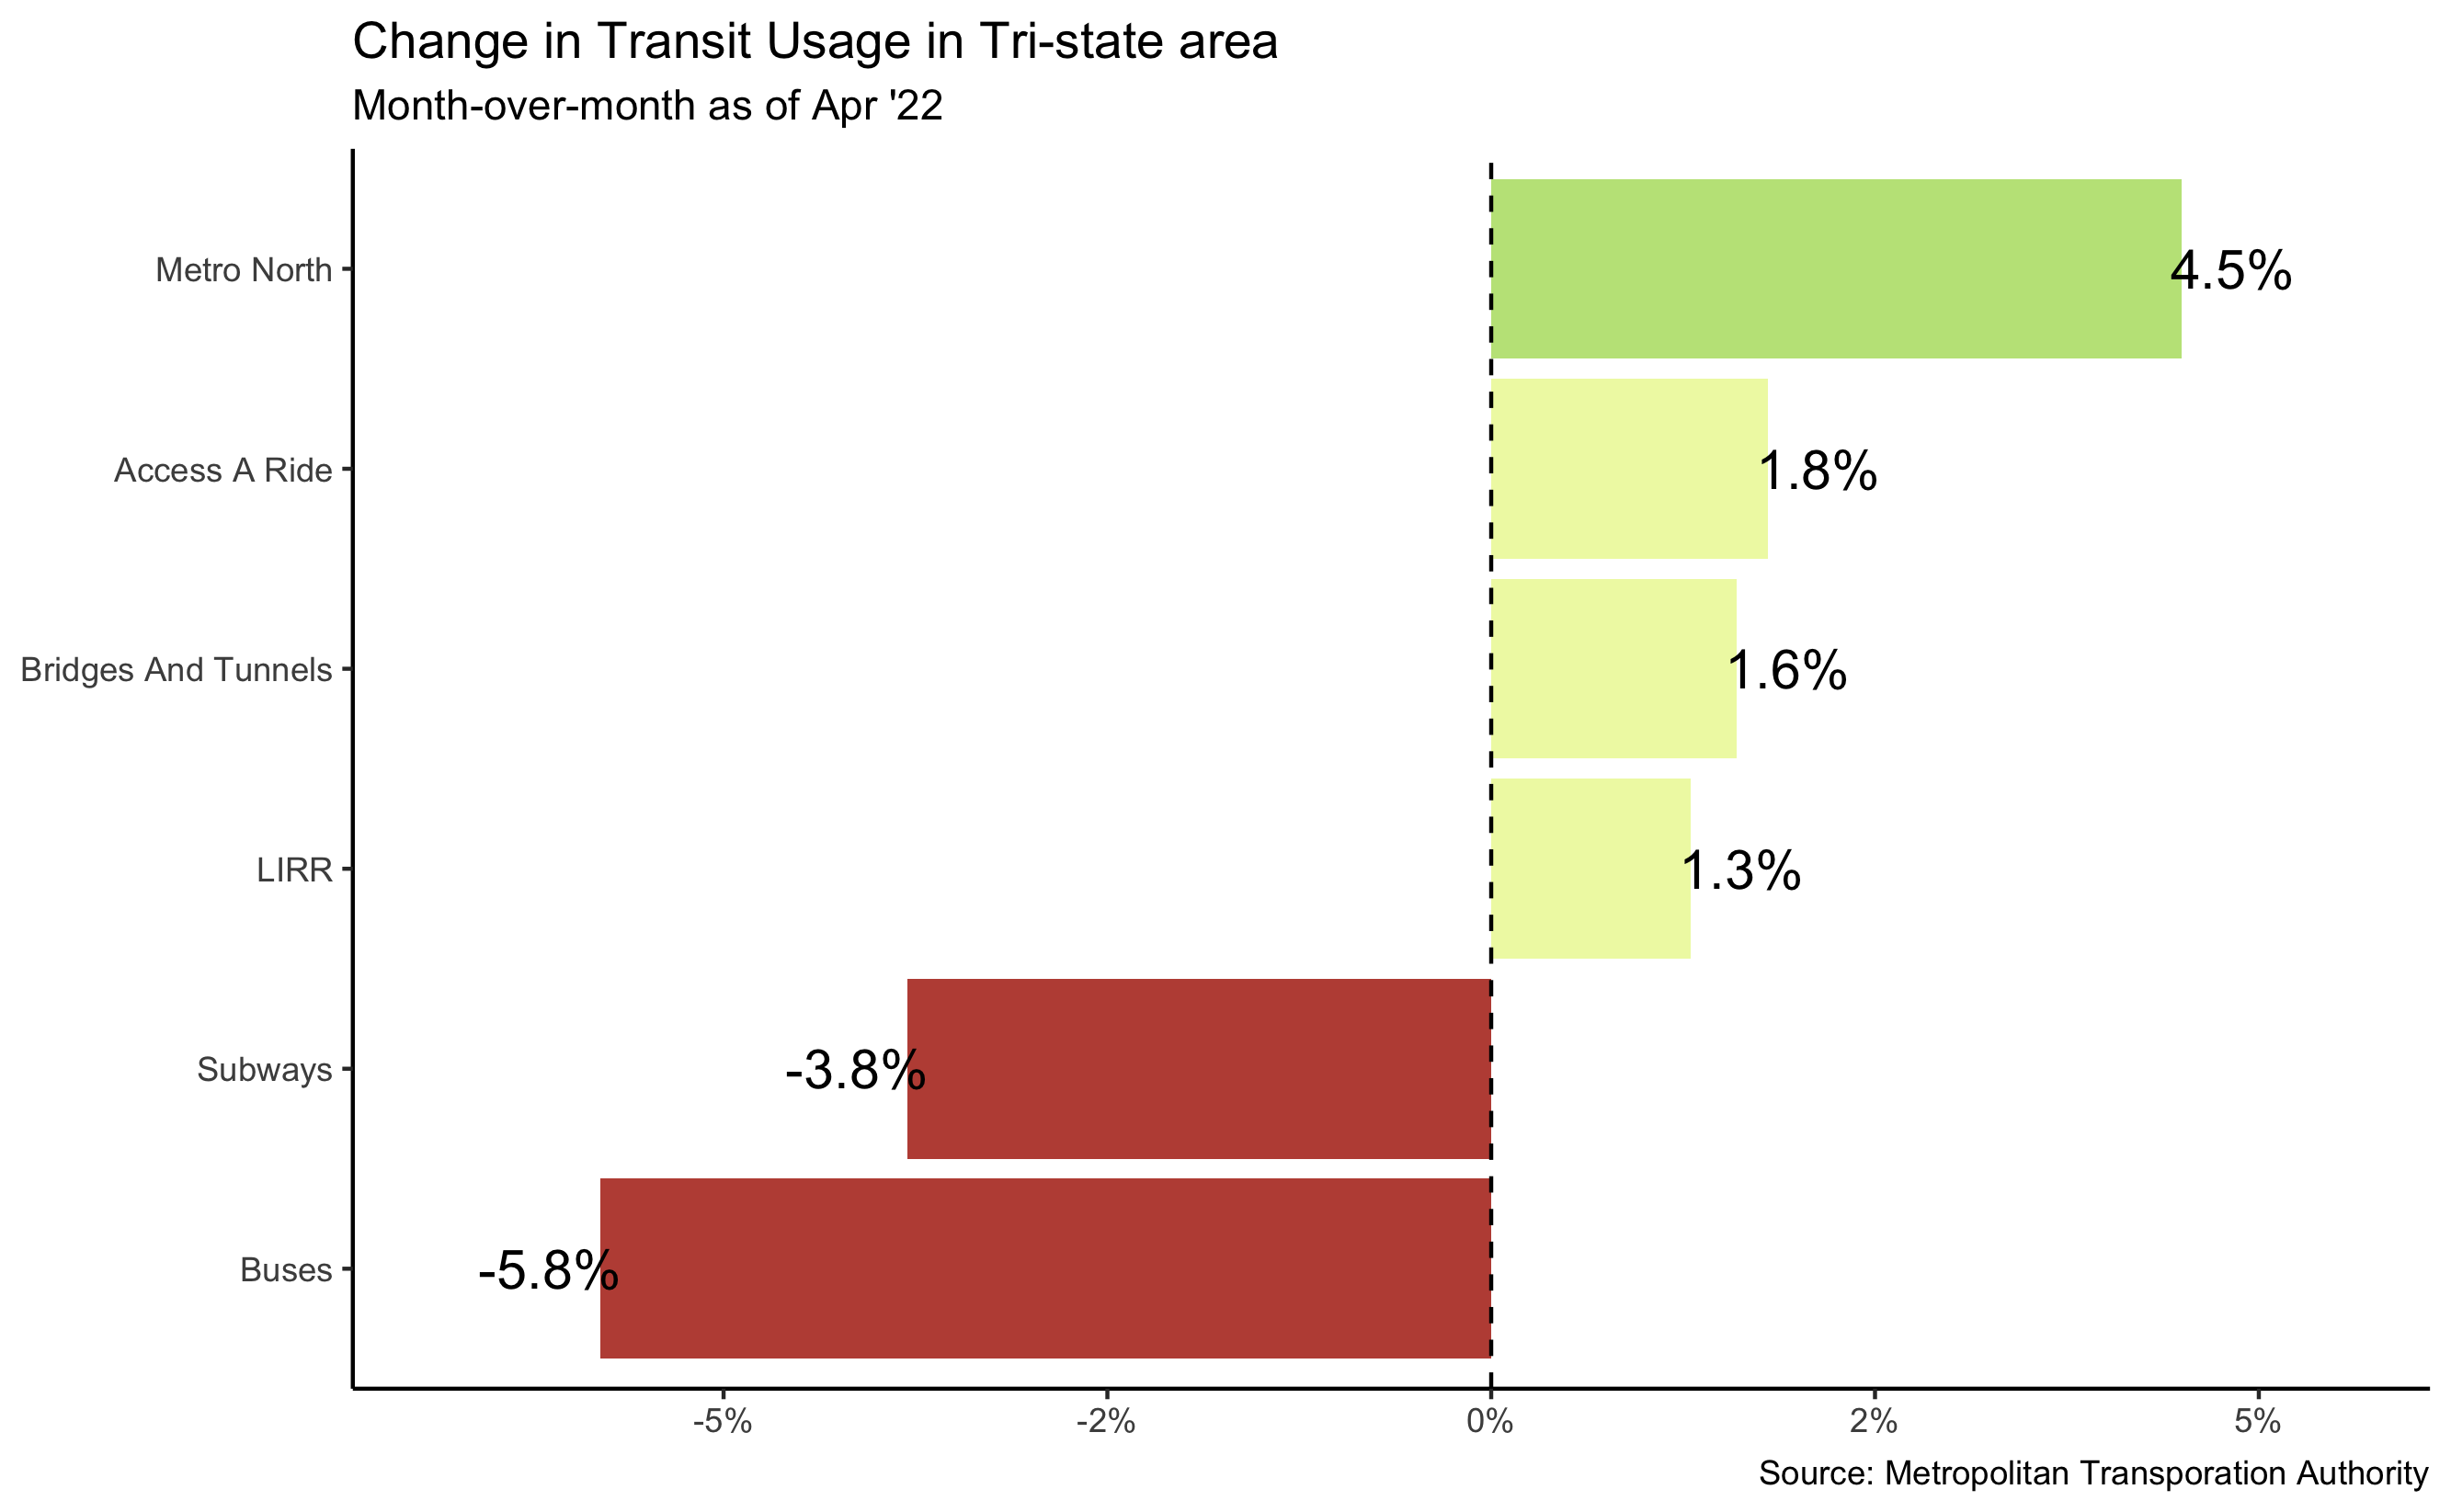 Change in Transit Usage in Tri-state area
Month-over-month as of Apr '22
Metro North
4.5%
Access A Ride
1.8%
Bridges And Tunnels
1.6%
LIRR
1.3%
Subways
-3.8%
Buses
-5.8%
-5%
-2%
0%
2%
5%
Source: Metropolitan Transporation Authority